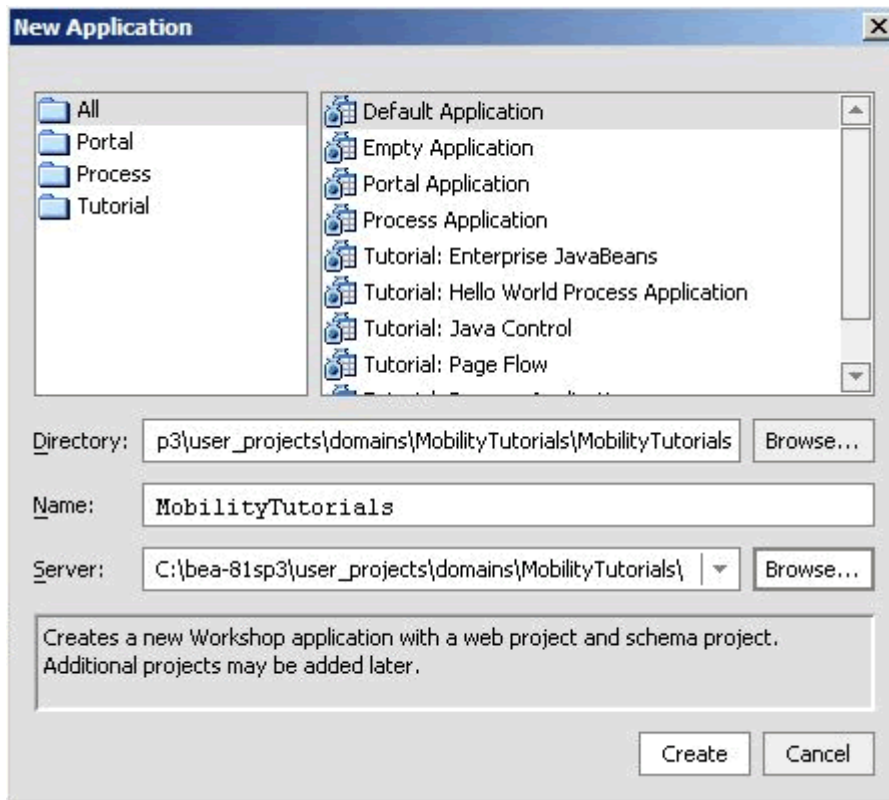 New Application
All
Portal
Process
Tutorial
Default Application
Empty Application
Portal Application
Process Application
Tutorial: Enterprise JavaBeans
Tutorial: Hello World Process Application
Tutorial: Java Control
Tutorial: Page Flow
Directory: p3\user_projects\domains\MobilityTutorials\MobilityTutorials Browse...
Name: MobilityTutorials
Server: C:\bea-81sp3\user_projects\domains\MobilityTutorials\ Browse...
Creates a new Workshop application with a web project and schema project.
Additional projects may be added later.
Create Cancel